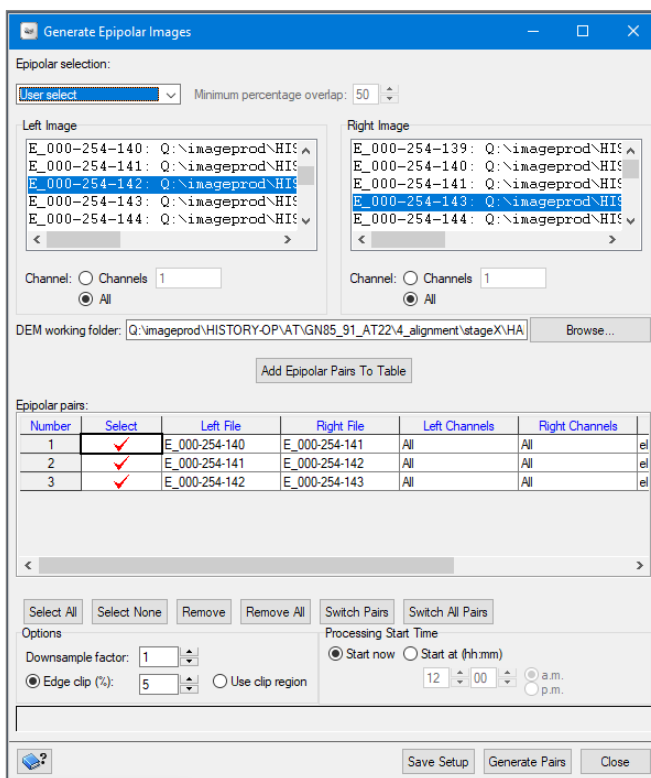 Generate Epipolar Images
Epipolar selection:
User select Minimum percentage overlap: 50
Left Image Right Image
E_000-254-140: Q:\imageprod\HIS E_000-254-139: Q:\imageprod\HIS
E_000-254-141: Q:\imageprod\HIS E_000-254-140: Q:\imageprod\HIS
E_000-254-142: Q:\imageprod\HIS E_000-254-141: Q:\imageprod\HIS
E_000-254-143: Q:\imageprod\HIS E_000-254-143: Q:\imageprod\HIS
E_000-254-144: Q:\imageprod\HIS E_000-254-144: Q:\imageprod\HIS
Channel: Channels 1 Channel: Channels 1
All All
DEM working folder: Q:\imageprod\HISTORY-OP\AT\GN85_91_AT22\4_alignment\stageX\HA Browse...
Add Epipolar Pairs To Table
Epipolar pairs:
Number Select Left File Right File Left Channels Right Channels
1 E_000-254-140 E_000-254-141 All All el
2 E_000-254-141 E_000-254-142 All All el
3 E_000-254-142 E_000-254-143 All All el
Select All Select None Remove Remove All Switch Pairs Switch All Pairs
Options Processing Start Time
Downsample factor: 1 Start now Start at (hh:mm)
Edge clip (%): 5 Use clip region 12 00 a.m.
p.m.
Save Setup Generate Pairs Close